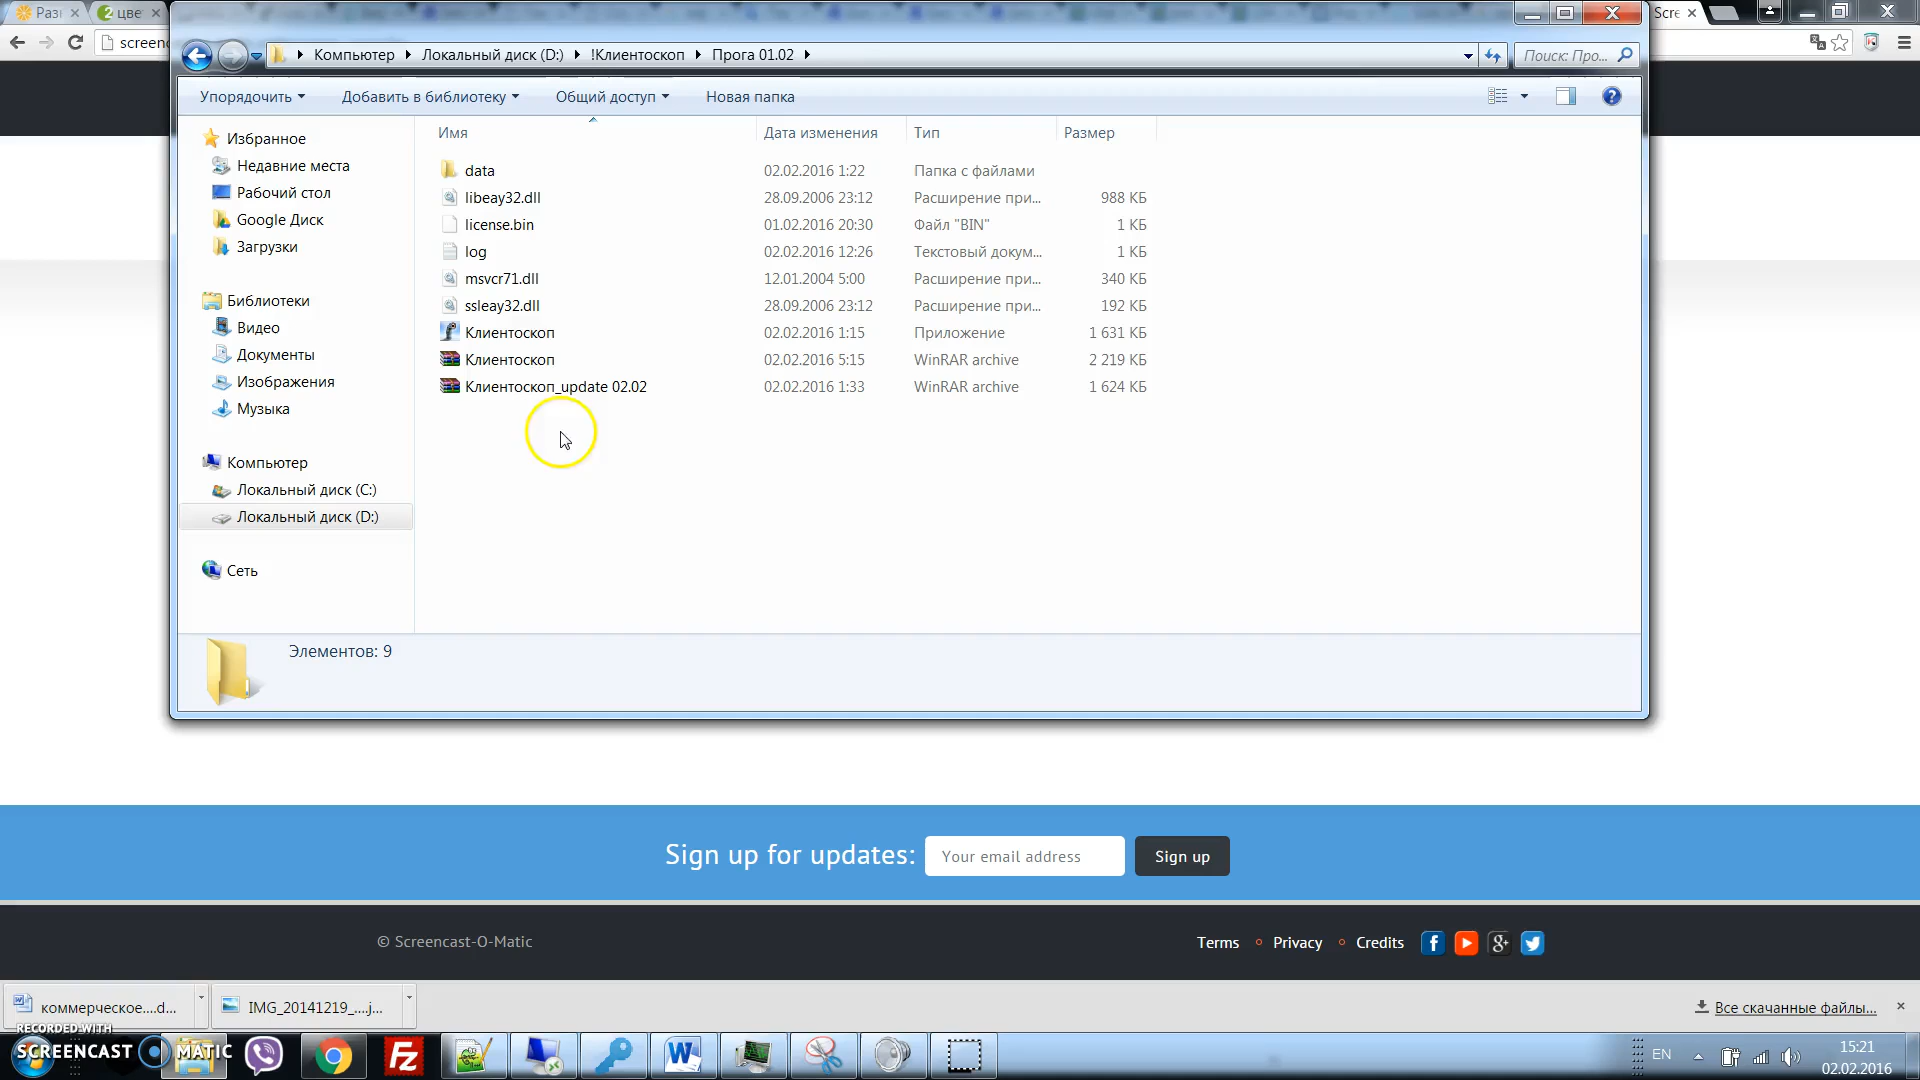 Раз
2 цве
Scre
screenc
Компьютер
Локальный диск (D:)
!Клиентоскоп
Прога 01.02
Поиск: Про...
Упорядочить
Добавить в библиотеку
Общий доступ
Новая папка
Имя
Дата изменения
Тип
Размер
data 02.02.2016 1:22 Папка с файлами
libeay32.dll 28.09.2006 23:12 Расширение при... 988 КБ
license.bin 01.02.2016 20:30 Файл "BIN" 1 КБ
log 02.02.2016 12:26 Текстовый докум... 1 КБ
msvcr71.dll 12.01.2004 5:00 Расширение при... 340 КБ
ssleay32.dll 28.09.2006 23:12 Расширение при... 192 КБ
Клиентоскоп 02.02.2016 1:15 Приложение 1 631 КБ
Клиентоскоп 02.02.2016 5:15 WinRAR archive 2 219 КБ
Клиентоскоп_update 02.02 02.02.2016 1:33 WinRAR archive 1 624 КБ
Избранное
Недавние места
Рабочий стол
Google Диск
Загрузки
Библиотеки
Видео
Документы
Изображения
Музыка
Компьютер
Локальный диск (C:)
Локальный диск (D:)
Сеть
Элементов: 9
Sign up for updates:
Your email address
Sign up
© Screencast-O-Matic
Terms
Privacy
Credits
коммерческое....d...
IMG_20141219_....j...
Все скачанные файлы...
RECORDED WITH
SCREENCAST MATIC
EN
15:21
02.02.2016